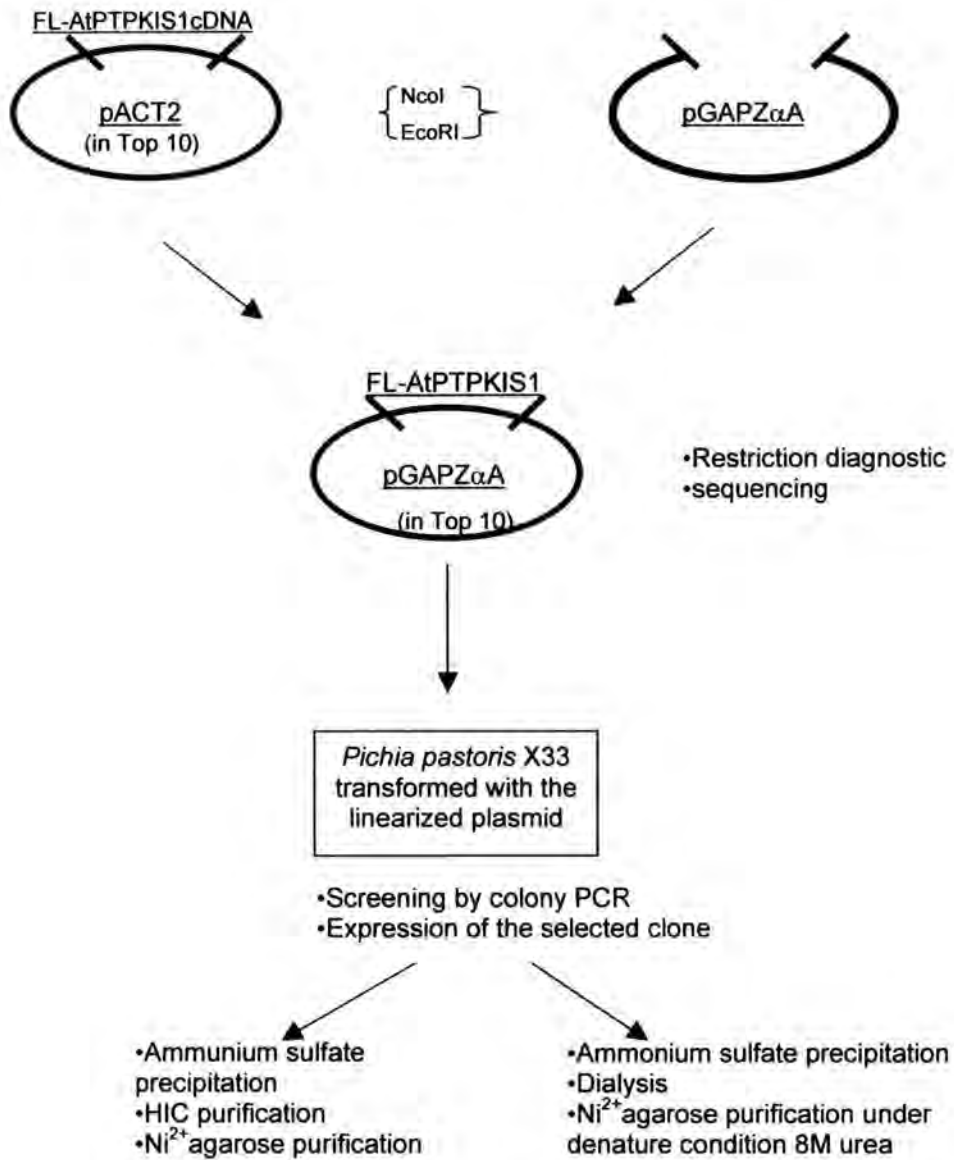 FL-AtPTPKIS1cDNA
pACT2
(in Top 10)
NcoI
EcoRI
pGAPZαA
FL-AtPTPKIS1
pGAPZαA
(in Top 10)
•Restriction diagnostic
•sequencing
Pichia pastoris X33
transformed with the
linearized plasmid
•Screening by colony PCR
•Expression of the selected clone
•Ammunium sulfate
precipitation
•HIC purification
•Ni²⁺agarose purification
•Ammonium sulfate precipitation
•Dialysis
•Ni²⁺agarose purification under
denature condition 8M urea